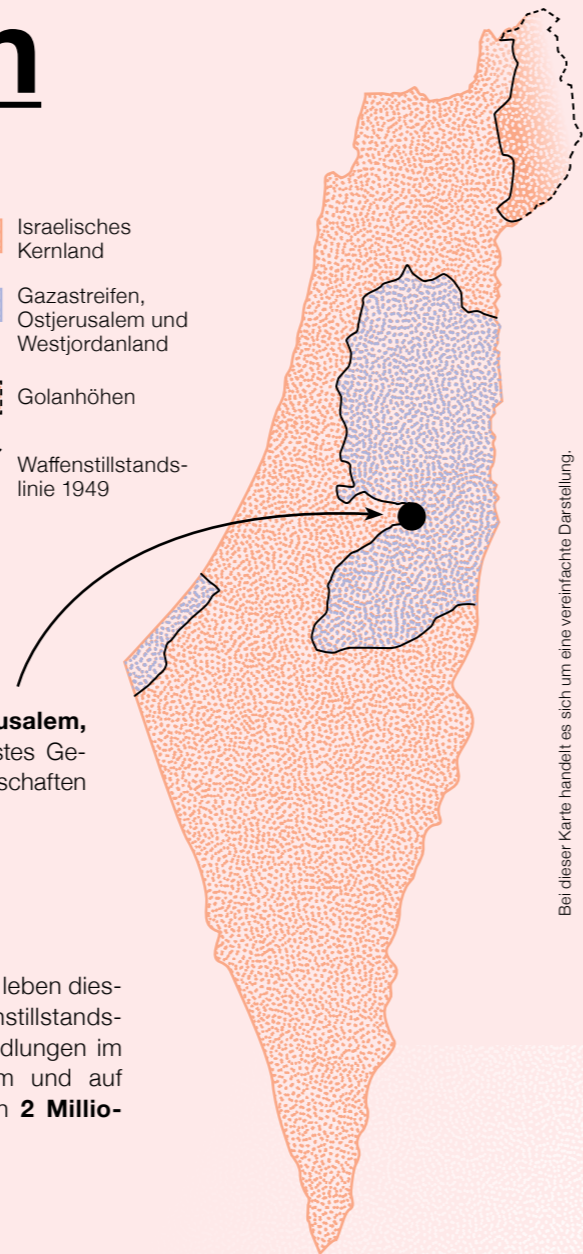 n
Israelisches
Kernland
Gazastreifen,
Ostjerusalem und
Westjordanland
Golanhöhen
Waffenstillstands-
linie 1949
usalem,
stes Ge-
schaften
leben dies-
nstillstands-
dlungen im
m und auf
n 2 Millio-
Bei dieser Karte handelt es sich um eine vereinfachte Darstellung.